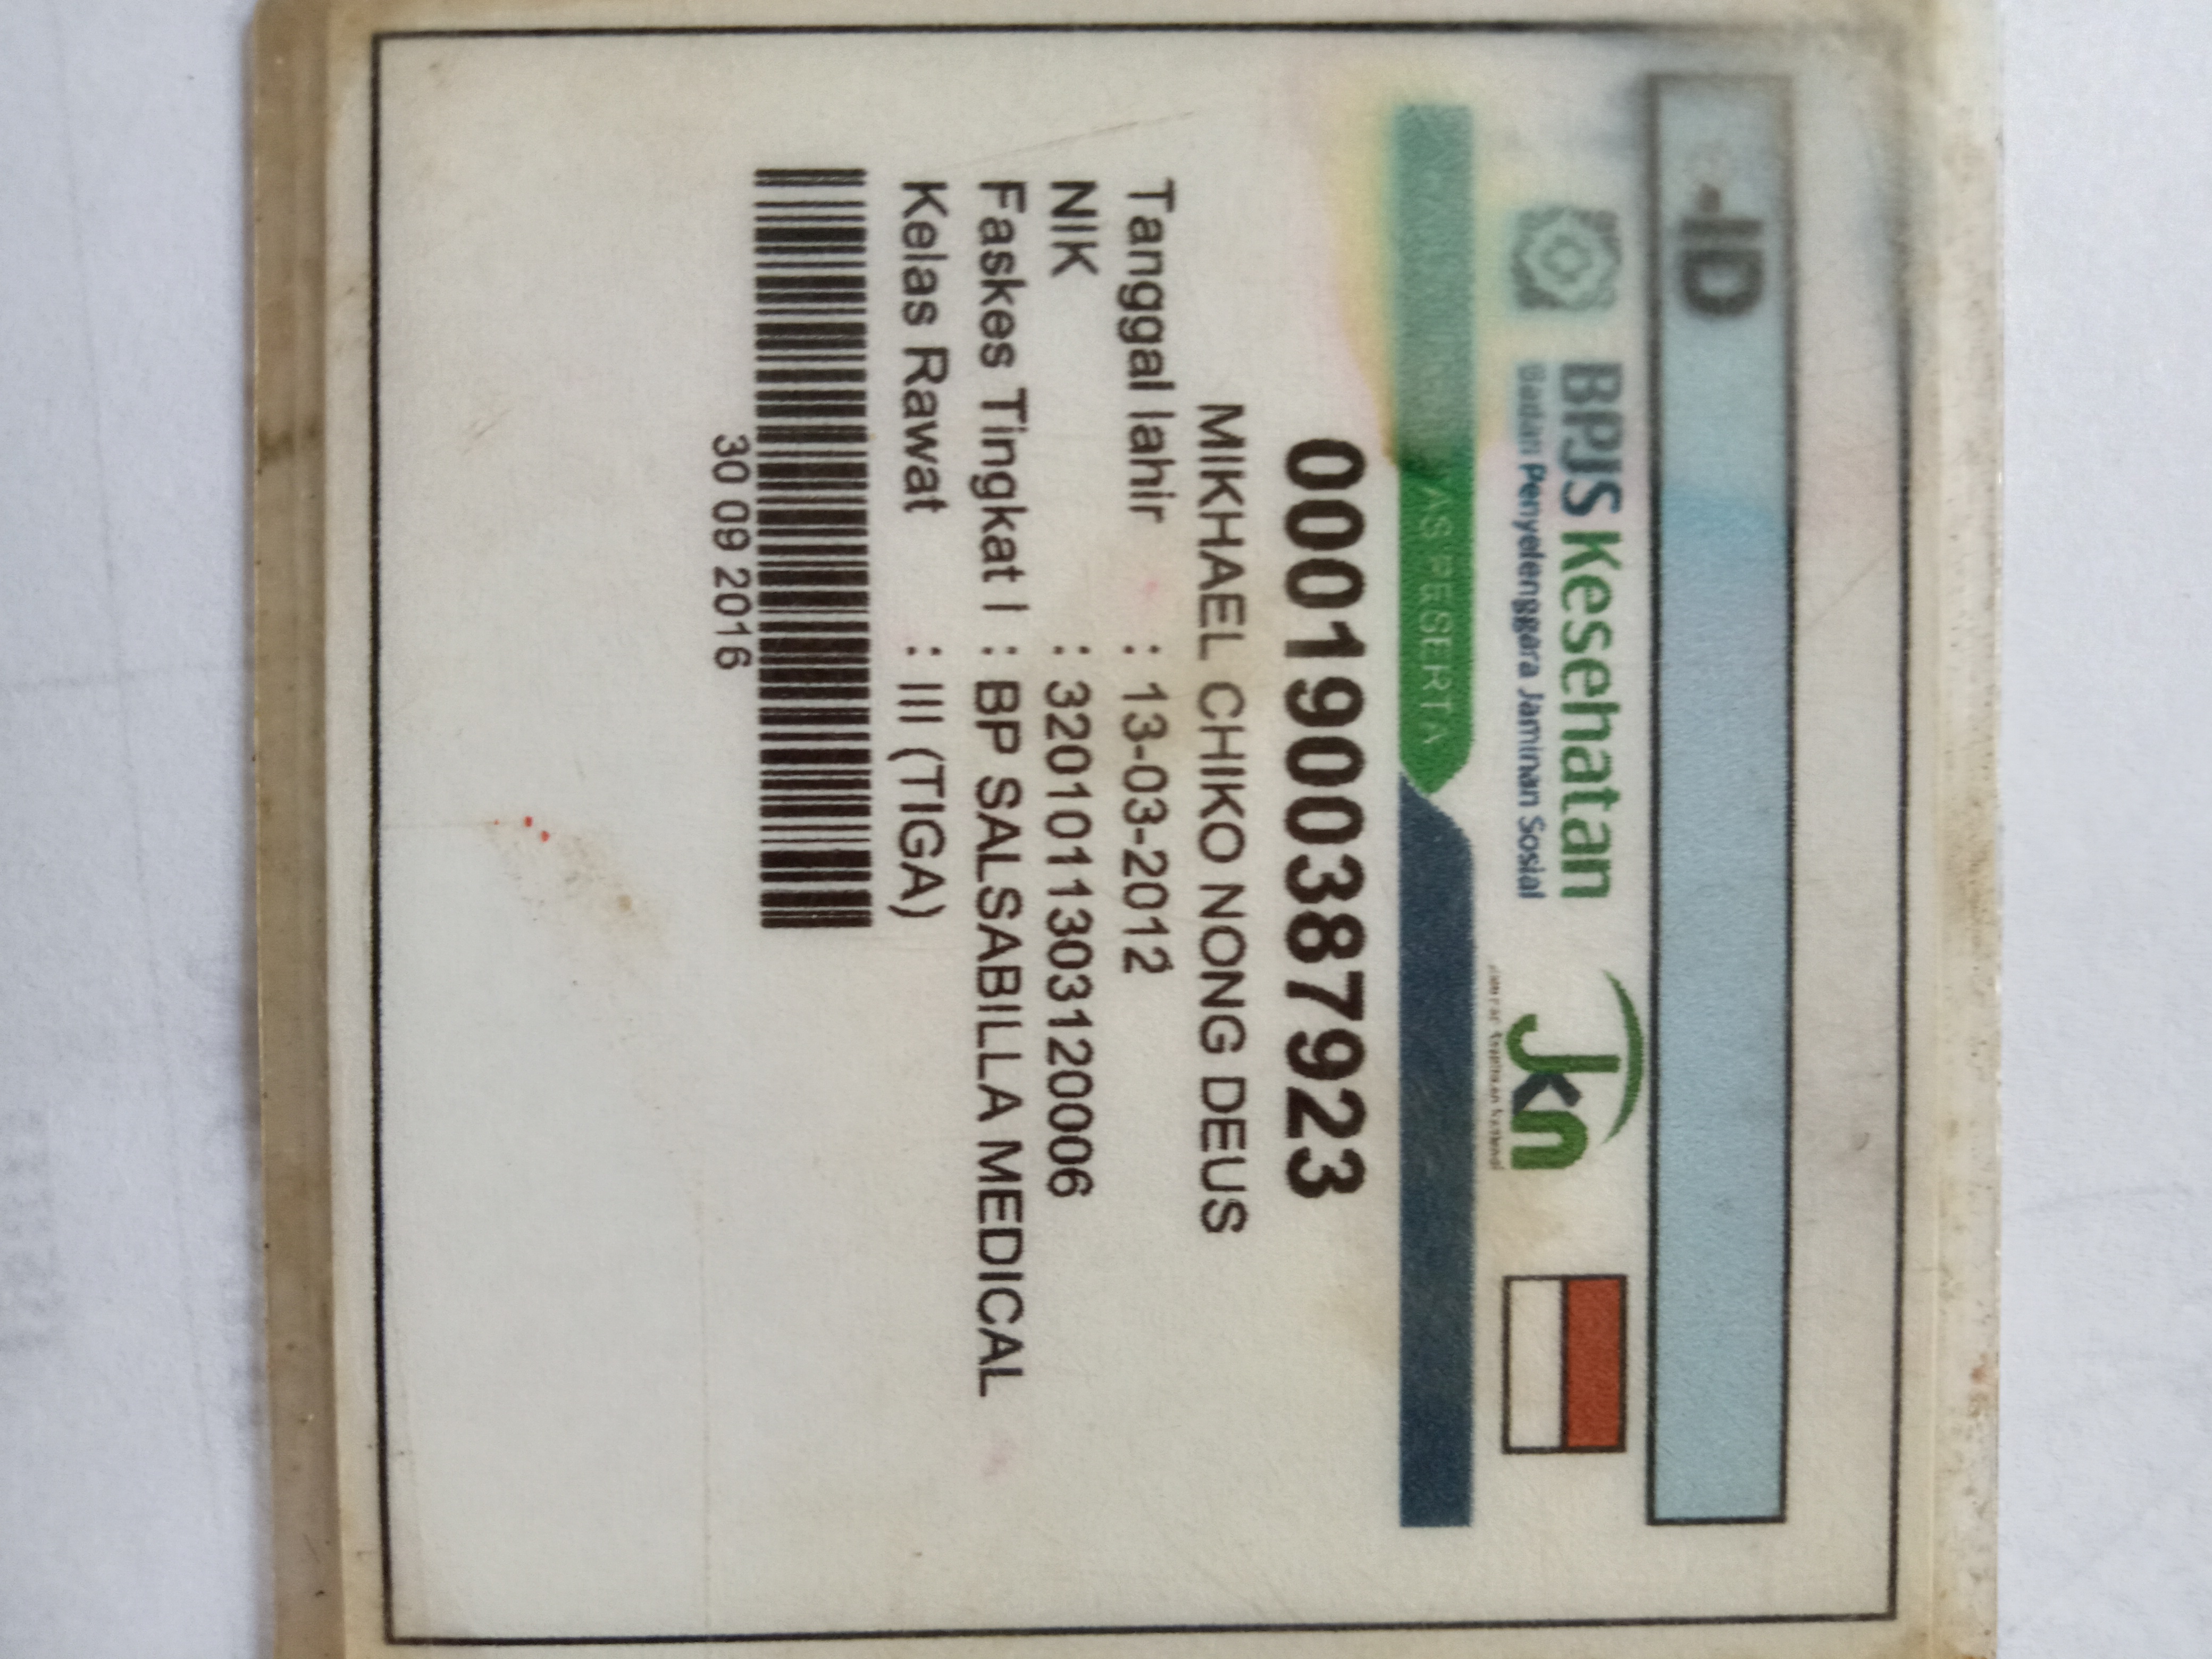 e-ID
BPJS Kesehatan
Badan Penyelenggara Jaminan Sosial
Jkn
IDENTITAS PESERTA
0001900387923
MIKHAEL CHIKO NONG DEUS
Tanggal lahir : 13-03-2012
NIK : 3201011303120006
Faskes Tingkat I : BP SALSABILLA MEDICAL
Kelas Rawat : III (TIGA)
30 09 2016